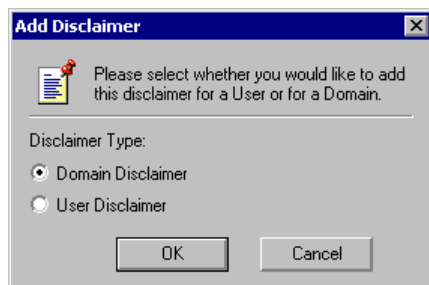 Add Disclaimer
Please select whether you would like to add
this disclaimer for a User or for a Domain.
Disclaimer Type:
Domain Disclaimer
User Disclaimer
OK Cancel